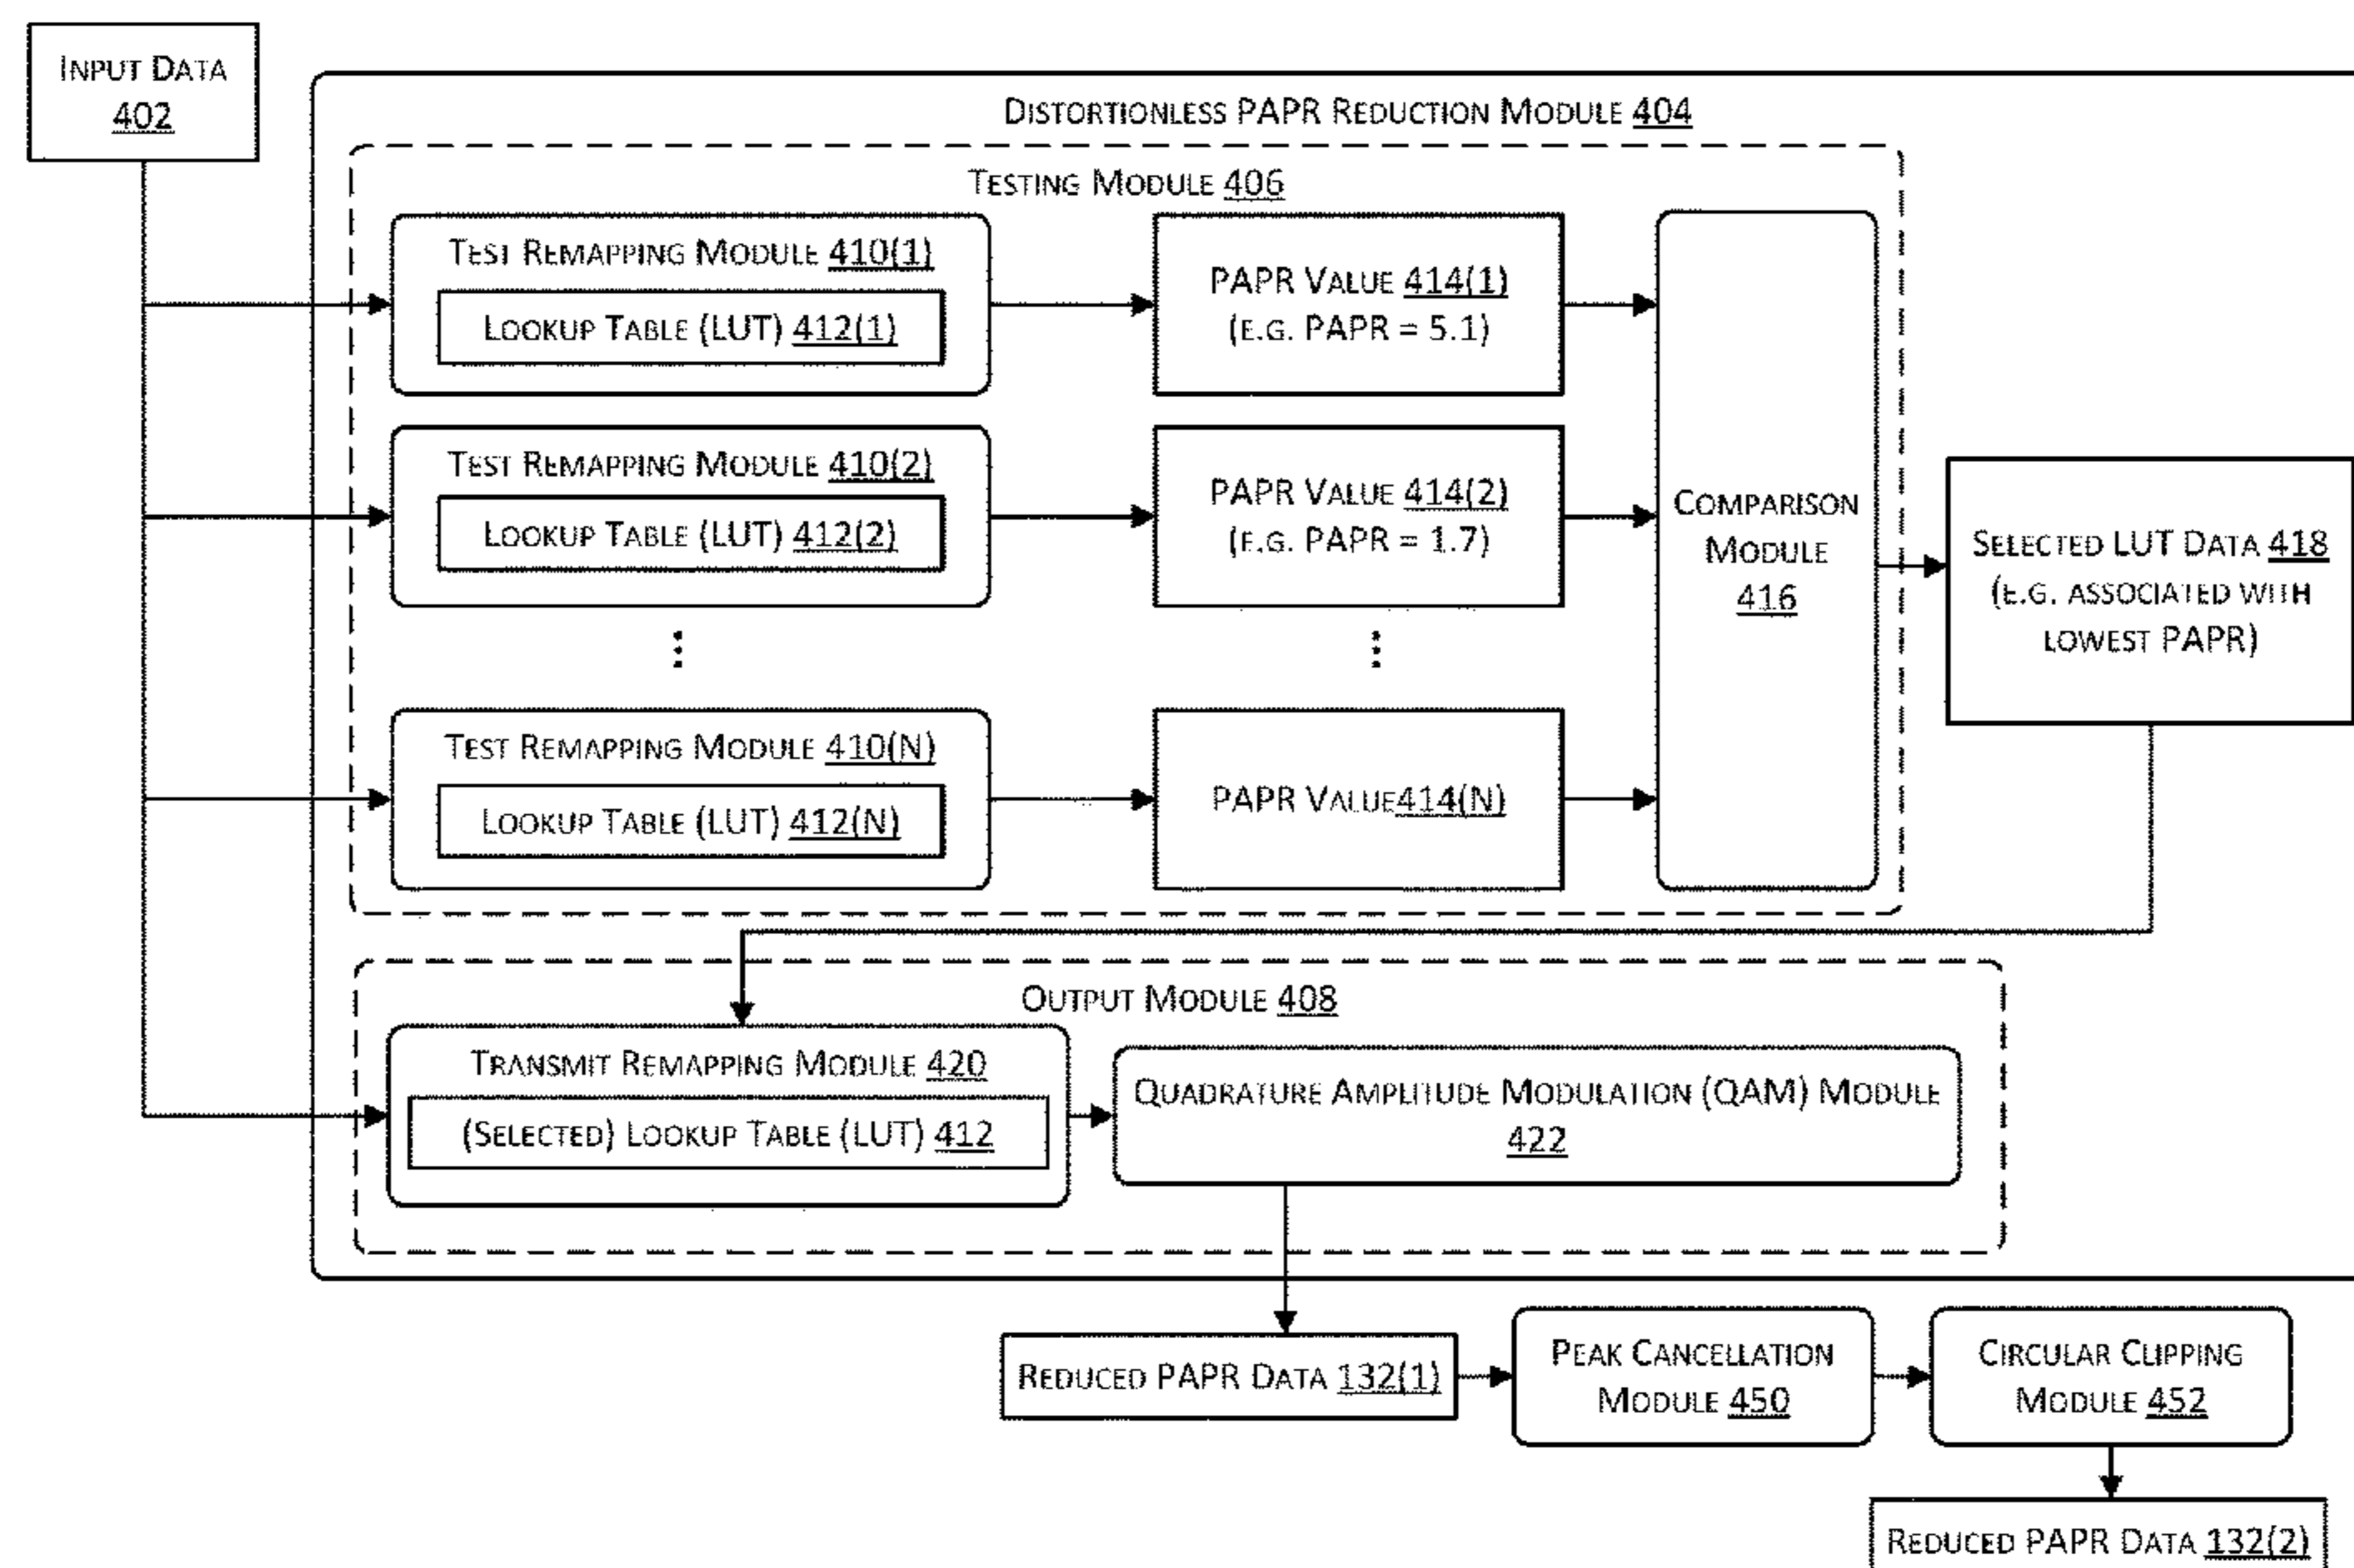 INPUT DATA
402
DISTORTIONLESS PAPR REDUCTION MODULE 404
TESTING MODULE 406
TEST REMAPPING MODULE 410(1)
LOOKUP TABLE (LUT) 412(1)
PAPR VALUE 414(1)
(E.G. PAPR = 5.1)
TEST REMAPPING MODULE 410(2)
LOOKUP TABLE (LUT) 412(2)
PAPR VALUE 414(2)
(E.G. PAPR = 1.7)
TEST REMAPPING MODULE 410(N)
LOOKUP TABLE (LUT) 412(N)
PAPR VALUE414(N)
COMPARISON
MODULE
416
SELECTED LUT DATA 418
(E.G. ASSOCIATED WITH
LOWEST PAPR)
OUTPUT MODULE 408
TRANSMIT REMAPPING MODULE 420
(SELECTED) LOOKUP TABLE (LUT) 412
QUADRATURE AMPLITUDE MODULATION (QAM) MODULE
422
REDUCED PAPR DATA 132(1)
PEAK CANCELLATION
MODULE 450
CIRCULAR CLIPPING
MODULE 452
REDUCED PAPR DATA 132(2)